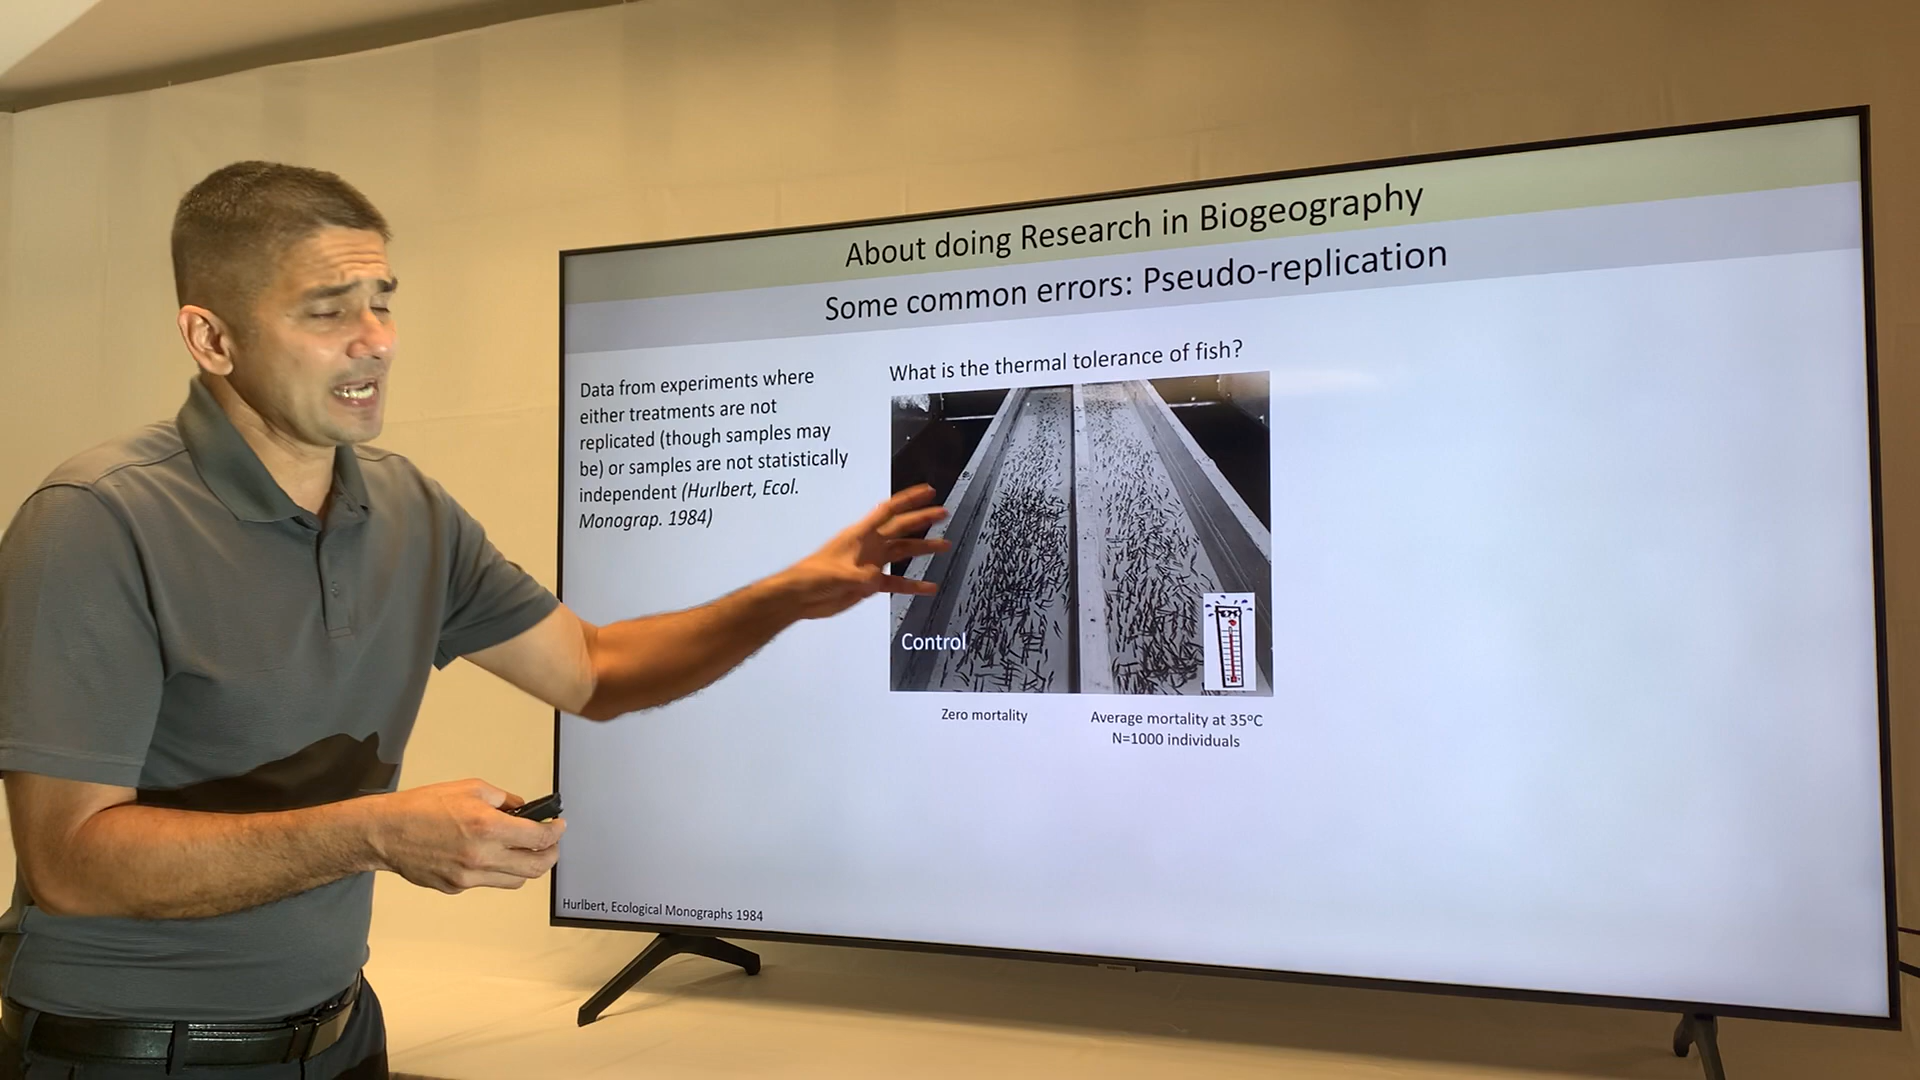 About doing Research in Biogeography
Some common errors: Pseudo-replication
Data from experiments where
either treatments are not
replicated (though samples may
be) or samples are not statistically
independent (Hurlbert, Ecol.
Monograp. 1984)
What is the thermal tolerance of fish?
Control
Zero mortality
Average mortality at 35ºC
N=1000 individuals
Hurlbert, Ecological Monographs 1984